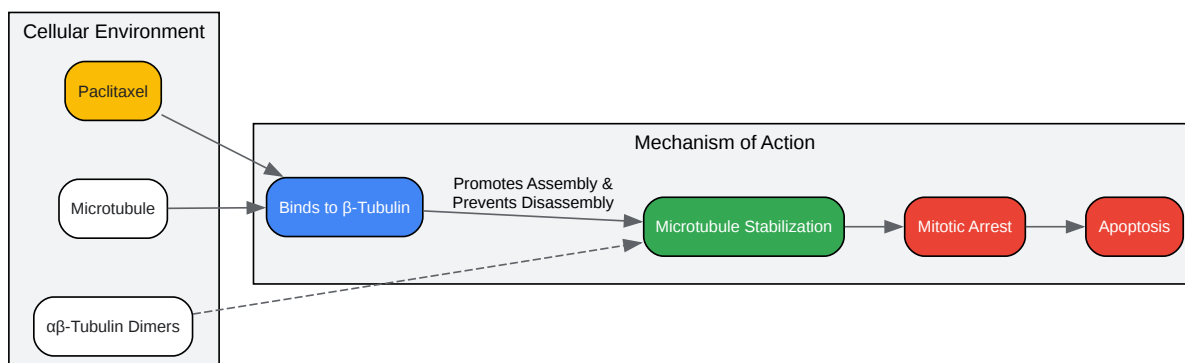 Cellular Environment
Paclitaxel
Microtubule
αβ-Tubulin Dimers
Mechanism of Action
Binds to β-Tubulin
Promotes Assembly &
Prevents Disassembly
Microtubule Stabilization
Mitotic Arrest
Apoptosis